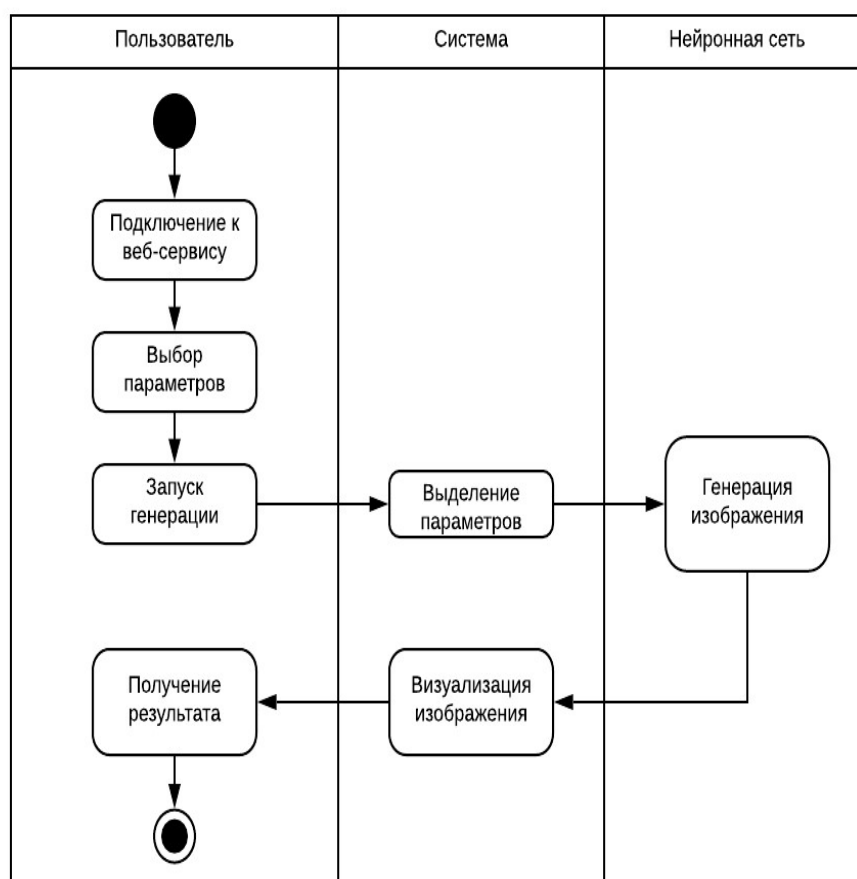 Пользователь
Система
Нейронная сеть
Подключение к
веб-сервису
Выбор
параметров
Запуск
генерации
Выделение
параметров
Генерация
изображения
Получение
результата
Визуализация
изображения